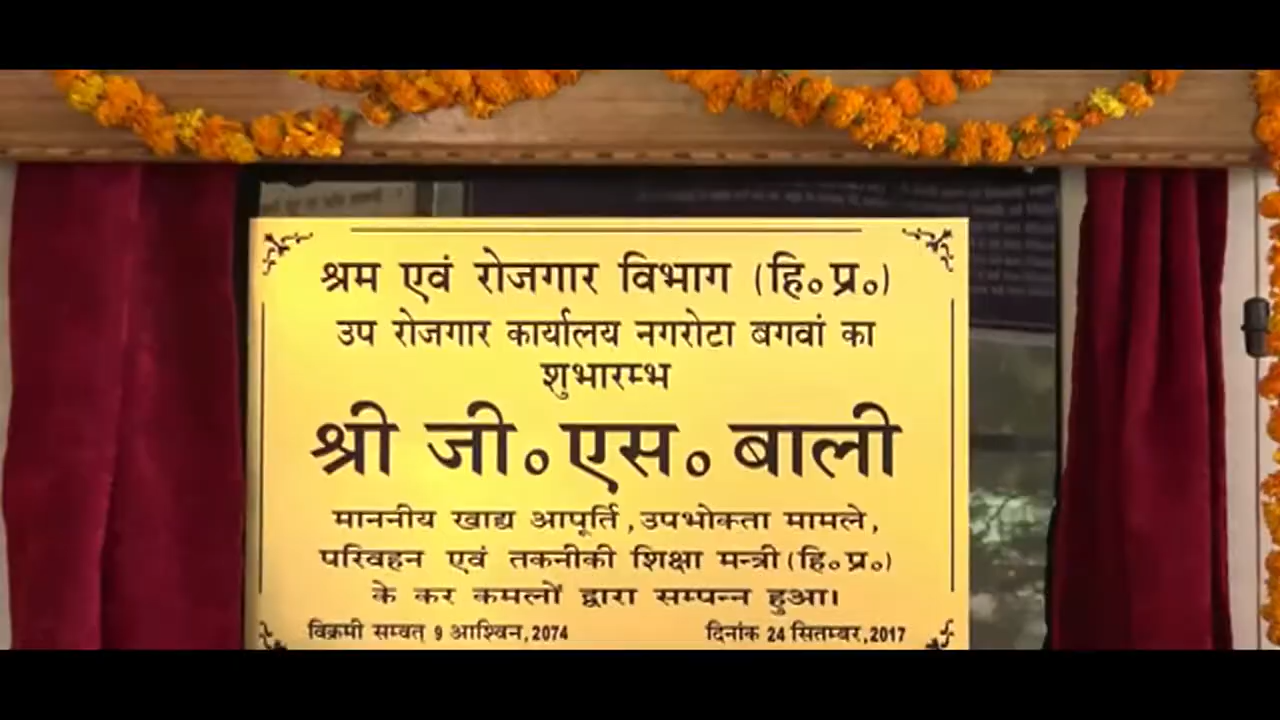 श्रम एवं रोजगार विभाग (हि॰प्र॰)
उप रोजगार कार्यालय नगरोटा बगवां का
शुभारम्भ
श्री जी॰एस॰बाली
माननीय खाद्य आपूर्ति,उपभोक्ता मामले,
परिवहन एवं तकनीकी शिक्षा मन्त्री(हि॰प्र॰)
के कर कमलों द्वारा सम्पन्न हुआ।
विक्रमी सम्वत् 9 आश्विन,2074 दिनांक 24 सितम्बर,2017